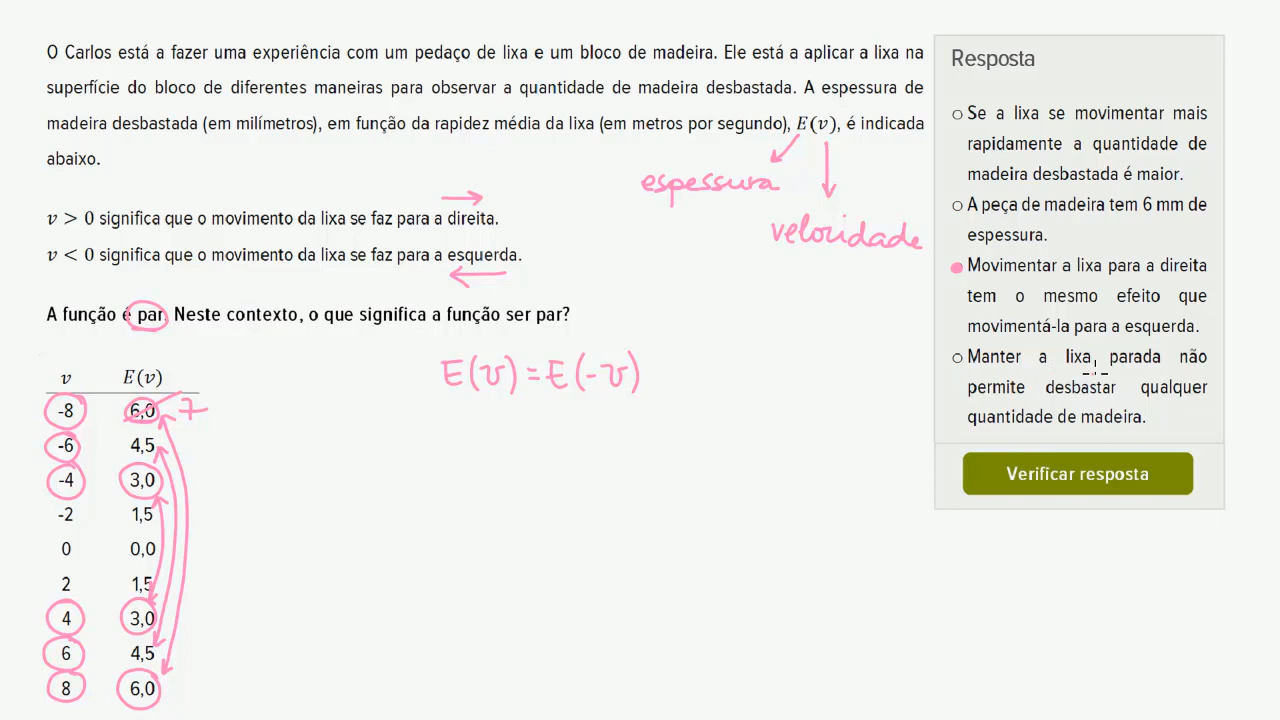 O Carlos está a fazer uma experiência com um pedaço de lixa e um bloco de madeira. Ele está a aplicar a lixa na
superfície do bloco de diferentes maneiras para observar a quantidade de madeira desbastada. A espessura de
madeira desbastada (em milímetros), em função da rapidez média da lixa (em metros por segundo), E(v), é indicada
abaixo.
espessura
velocidade
v > 0 significa que o movimento da lixa se faz para a direita.
v < 0 significa que o movimento da lixa se faz para a esquerda.
A função é par. Neste contexto, o que significa a função ser par?
E(v)=E(-v)
v E(v)
-8 6,0 7
-6 4,5
-4 3,0
-2 1,5
0 0,0
2 1,5
4 3,0
6 4,5
8 6,0
Resposta
Se a lixa se movimentar mais
rapidamente a quantidade de
madeira desbastada é maior.
A peça de madeira tem 6 mm de
espessura.
Movimentar a lixa para a direita
tem o mesmo efeito que
movimentá-la para a esquerda.
Manter a lixa parada não
permite desbastar qualquer
quantidade de madeira.
Verificar resposta